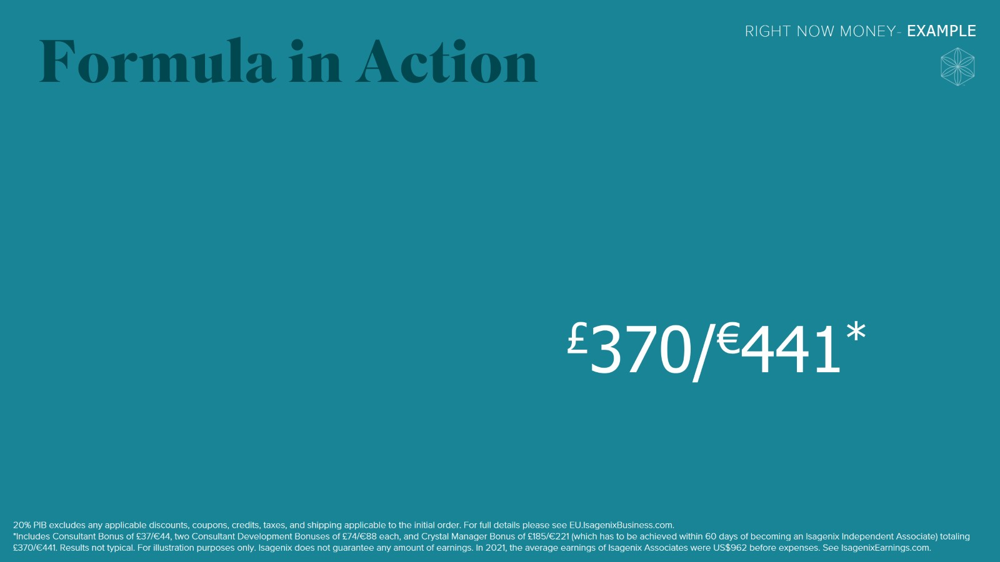 RIGHT NOW MONEY- EXAMPLE
Formula in Action
£370/€441*
20% PIB excludes any applicable discounts, coupons, credits, taxes, and shipping applicable to the initial order. For full details please see EU.IsagenixBusiness.com.
*Includes Consultant Bonus of £37/€44, two Consultant Development Bonuses of £74/€88 each, and Crystal Manager Bonus of £185/€221 (which has to be achieved within 60 days of becoming an Isagenix Independent Associate) totaling
£370/€441. Results not typical. For illustration purposes only. Isagenix does not guarantee any amount of earnings. In 2021, the average earnings of Isagenix Associates were US$962 before expenses. See IsagenixEarnings.com.